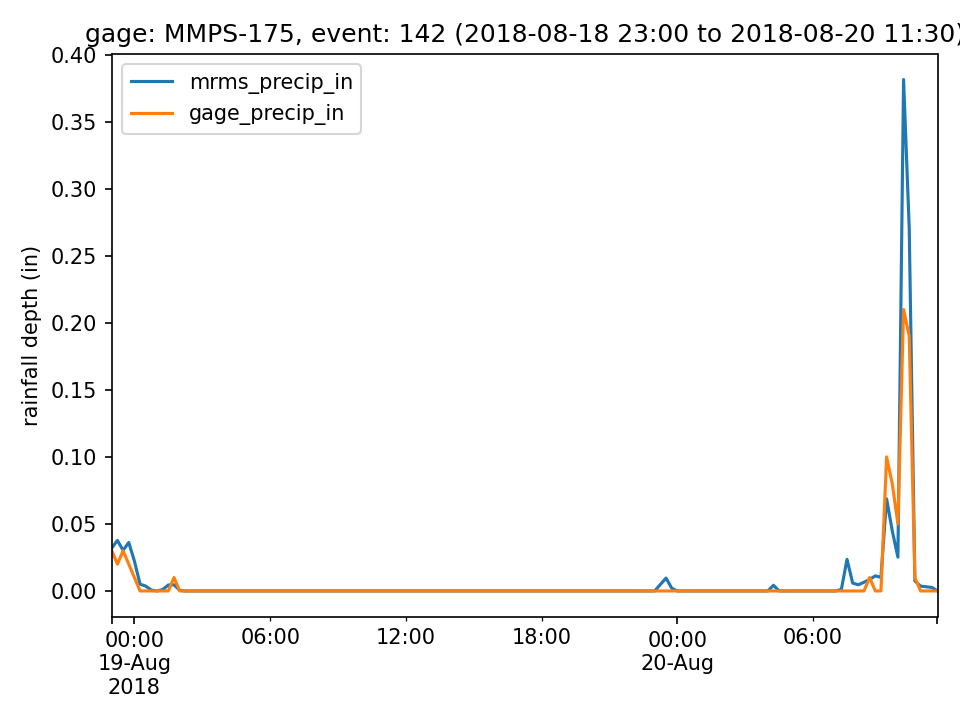 gage: MMPS-175, event: 142 (2018-08-18 23:00 to 2018-08-20 11:30)
mrms_precip_in
gage_precip_in
rainfall depth (in)
0.40
0.35
0.30
0.25
0.20
0.15
0.10
0.05
0.00
00:00 06:00 12:00 18:00 00:00 06:00
19-Aug 20-Aug
2018